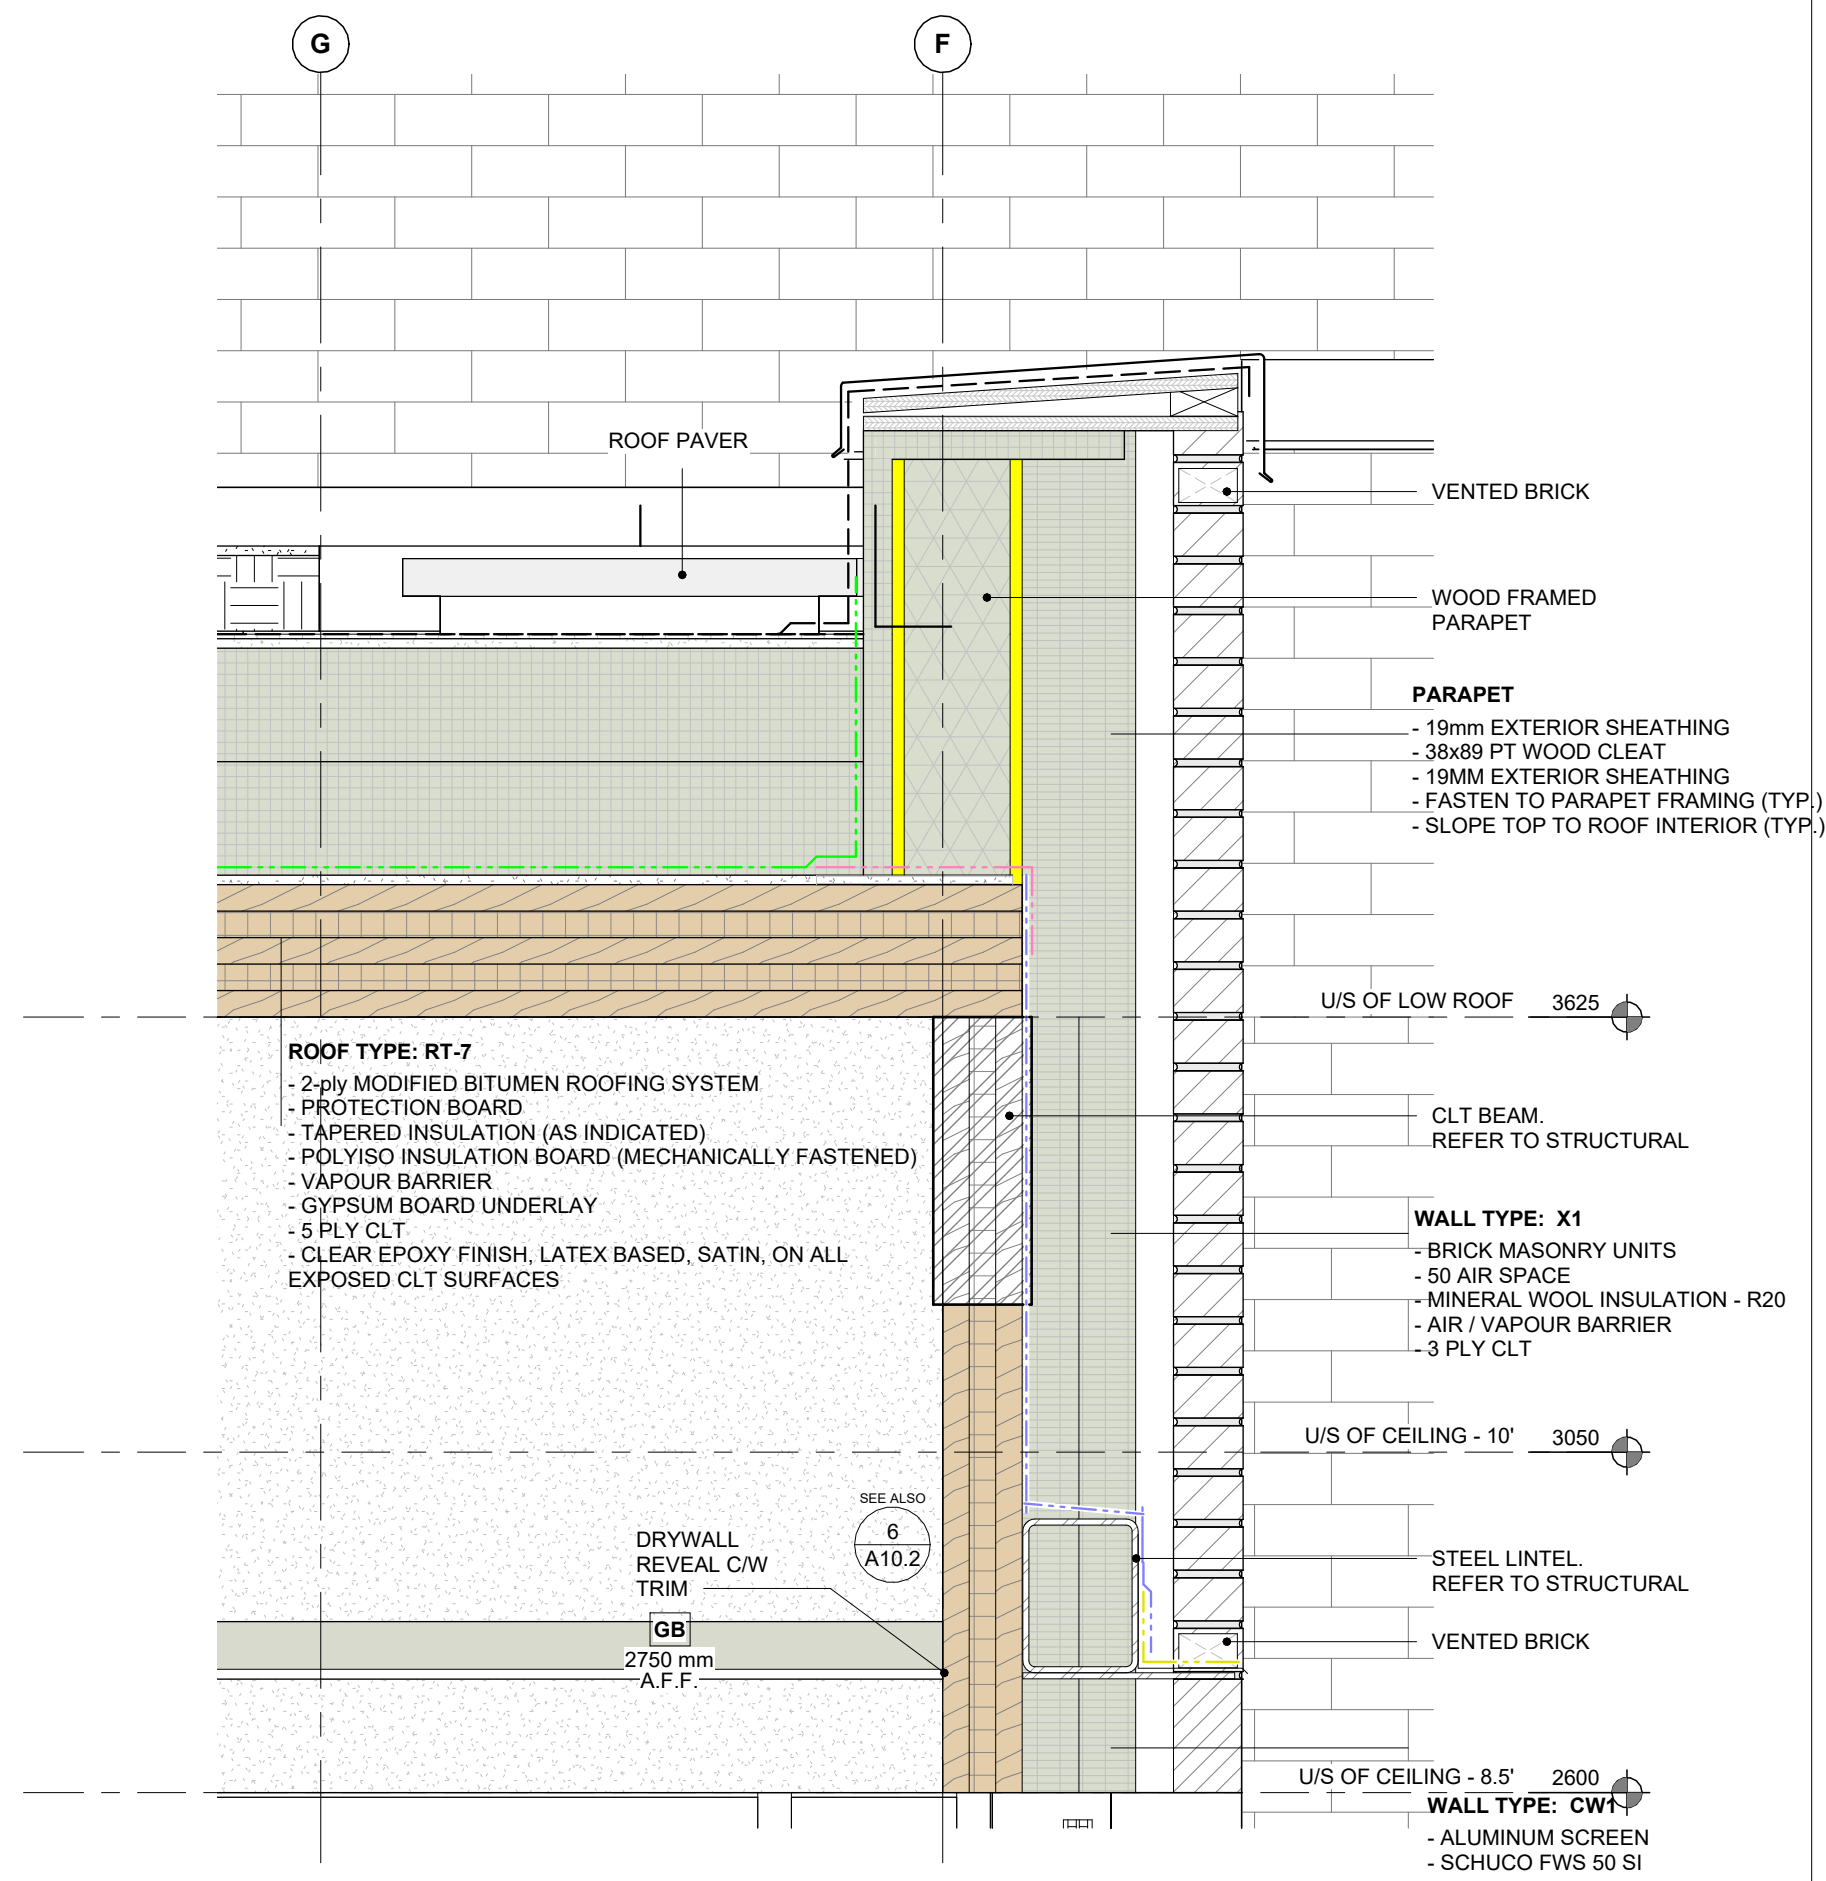 G
F
ROOF PAVER
VENTED BRICK
WOOD FRAMED
PARAPET
PARAPET
- 19mm EXTERIOR SHEATHING
- 38x89 PT WOOD CLEAT
- 19MM EXTERIOR SHEATHING
- FASTEN TO PARAPET FRAMING (TYP.)
- SLOPE TOP TO ROOF INTERIOR (TYP.)
U/S OF LOW ROOF 3625
ROOF TYPE: RT-7
- 2-ply MODIFIED BITUMEN ROOFING SYSTEM
- PROTECTION BOARD
- TAPERED INSULATION (AS INDICATED)
- POLYISO INSULATION BOARD (MECHANICALLY FASTENED)
- VAPOUR BARRIER
- GYPSUM BOARD UNDERLAY
- 5 PLY CLT
- CLEAR EPOXY FINISH, LATEX BASED, SATIN, ON ALL
EXPOSED CLT SURFACES
CLT BEAM.
REFER TO STRUCTURAL
WALL TYPE: X1
- BRICK MASONRY UNITS
- 50 AIR SPACE
- MINERAL WOOL INSULATION - R20
- AIR / VAPOUR BARRIER
- 3 PLY CLT
U/S OF CEILING - 10' 3050
SEE ALSO
6
A10.2
DRYWALL
REVEAL C/W
TRIM
STEEL LINTEL.
REFER TO STRUCTURAL
GB
2750 mm
A.F.F.
VENTED BRICK
U/S OF CEILING - 8.5' 2600
WALL TYPE: CW1
- ALUMINUM SCREEN
- SCHUCO FWS 50 SI